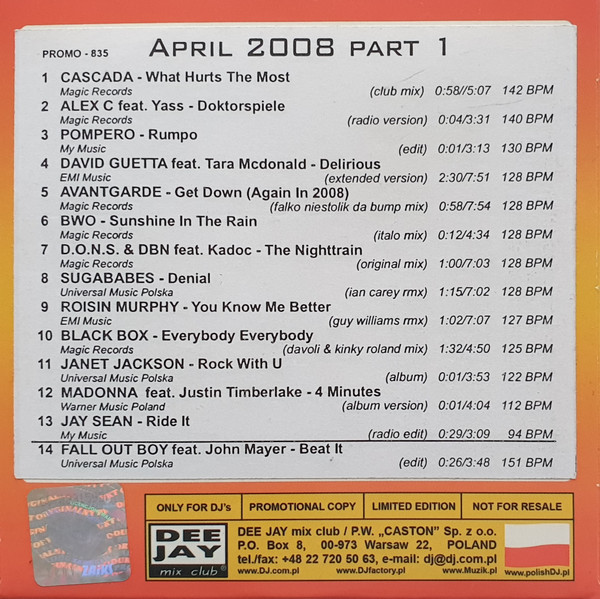 PROMO - 835 APRIL 2008 PART 1
1 CASCADA - What Hurts The Most
Magic Records (club mix) 0:58//5:07 142 BPM
2 ALEX C feat. Yass - Doktorspiele
Magic Records (radio version) 0:04/3:31 140 BPM
3 POMPERO - Rumpo
My Music (edit) 0:01/3:13 130 BPM
4 DAVID GUETTA feat. Tara Mcdonald - Delirious
EMI Music (extended version) 2:30/7:51 128 BPM
5 AVANTGARDE - Get Down (Again In 2008)
Magic Records (falko niestolik da bump mix) 0:58/7:54 128 BPM
6 BWO - Sunshine In The Rain
Magic Records (italo mix) 0:12/4:34 128 BPM
7 D.O.N.S. & DBN feat. Kadoc - The Nighttrain
Magic Records (original mix) 1:00/7:03 128 BPM
8 SUGABABES - Denial
Universal Music Polska (ian carey rmx) 1:15/7:02 128 BPM
9 ROISIN MURPHY - You Know Me Better
EMI Music (guy williams rmx) 1:02/7:07 127 BPM
10 BLACK BOX - Everybody Everybody
Magic Records (davoli & kinky roland mix) 1:32/4:50 125 BPM
11 JANET JACKSON - Rock With U
Universal Music Polska (album) 0:01/3:53 122 BPM
12 MADONNA feat. Justin Timberlake - 4 Minutes
Warner Music Poland (album version) 0:01/4:04 112 BPM
13 JAY SEAN - Ride It
My Music (radio edit) 0:29/3:09 94 BPM
14 FALL OUT BOY feat. John Mayer - Beat It
Universal Music Polska (edit) 0:26/3:48 151 BPM
ONLY FOR DJ's PROMOTIONAL COPY LIMITED EDITION NOT FOR RESALE
DEE JAY mix club
DEE JAY mix club / P.W. „CASTON” Sp. z o.o.
P.O. Box 8, 00-973 Warsaw 22, POLAND
tel./fax: +48 22 720 50 63, e-mail: dj@dj.com.pl
www.DJ.com.pl www.DJfactory.pl www.Muzik.pl www.polishDJ.pl